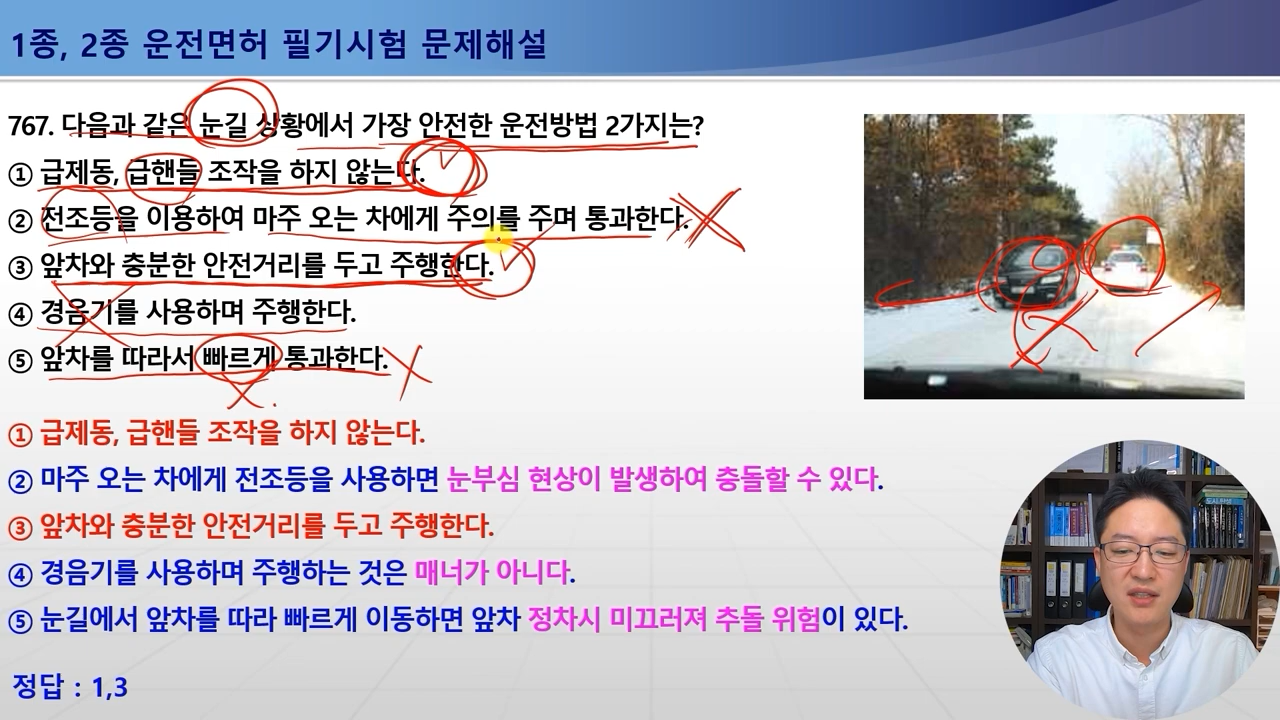 1종, 2종 운전면허 필기시험 문제해설
767. 다음과 같은 눈길 상황에서 가장 안전한 운전방법 2가지는?
① 급제동, 급핸들 조작을 하지 않는다.
② 전조등을 이용하여 마주 오는 차에게 주의를 주며 통과한다.
③ 앞차와 충분한 안전거리를 두고 주행한다.
④ 경음기를 사용하며 주행한다.
⑤ 앞차를 따라서 빠르게 통과한다.
① 급제동, 급핸들 조작을 하지 않는다.
② 마주 오는 차에게 전조등을 사용하면 눈부심 현상이 발생하여 충돌할 수 있다.
③ 앞차와 충분한 안전거리를 두고 주행한다.
④ 경음기를 사용하며 주행하는 것은 매너가 아니다.
⑤ 눈길에서 앞차를 따라 빠르게 이동하면 앞차 정차시 미끄러져 추돌 위험이 있다.
정답 : 1,3